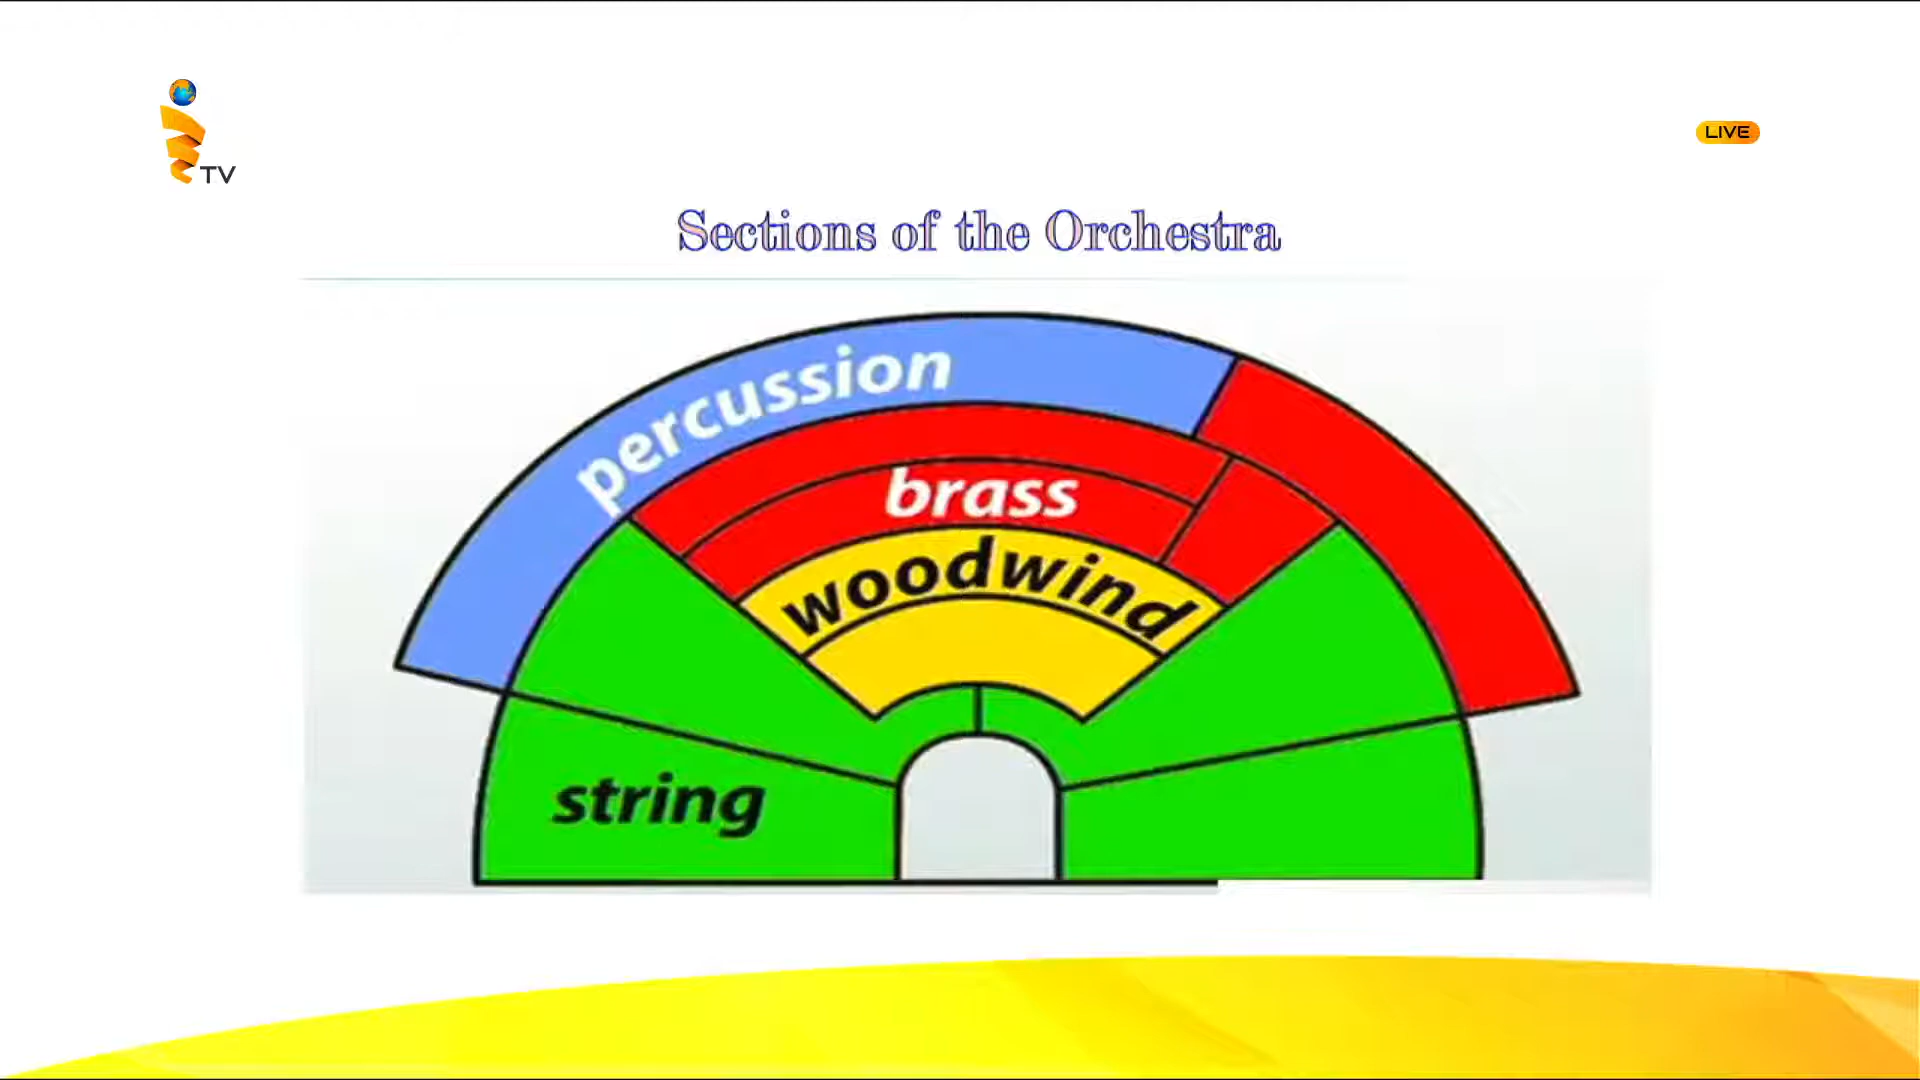 TV
LIVE
Sections of the Orchestra
percussion
brass
woodwind
string